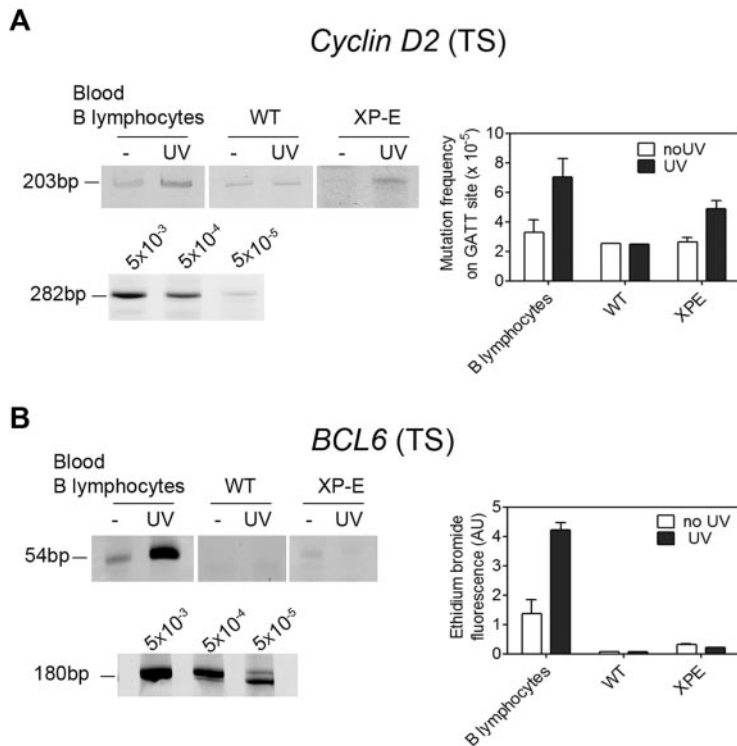 A
Cyclin D2 (TS)
Blood
B lymphocytes WT XP-E
- UV - UV - UV
203bp
5x10-3 5x10-4 5x10-5
282bp
Mutation frequency
on GATT site (x 10-5)
10
8
6
4
2
0
noUV
UV
B lymphocytes WT XPE
B
BCL6 (TS)
Blood
B lymphocytes WT XP-E
- UV - UV - UV
54bp
5x10-3 5x10-4 5x10-5
180bp
Ethidium bromide
fluorescence (AU)
5
4
3
2
1
0
no UV
UV
B lymphocytes WT XPE